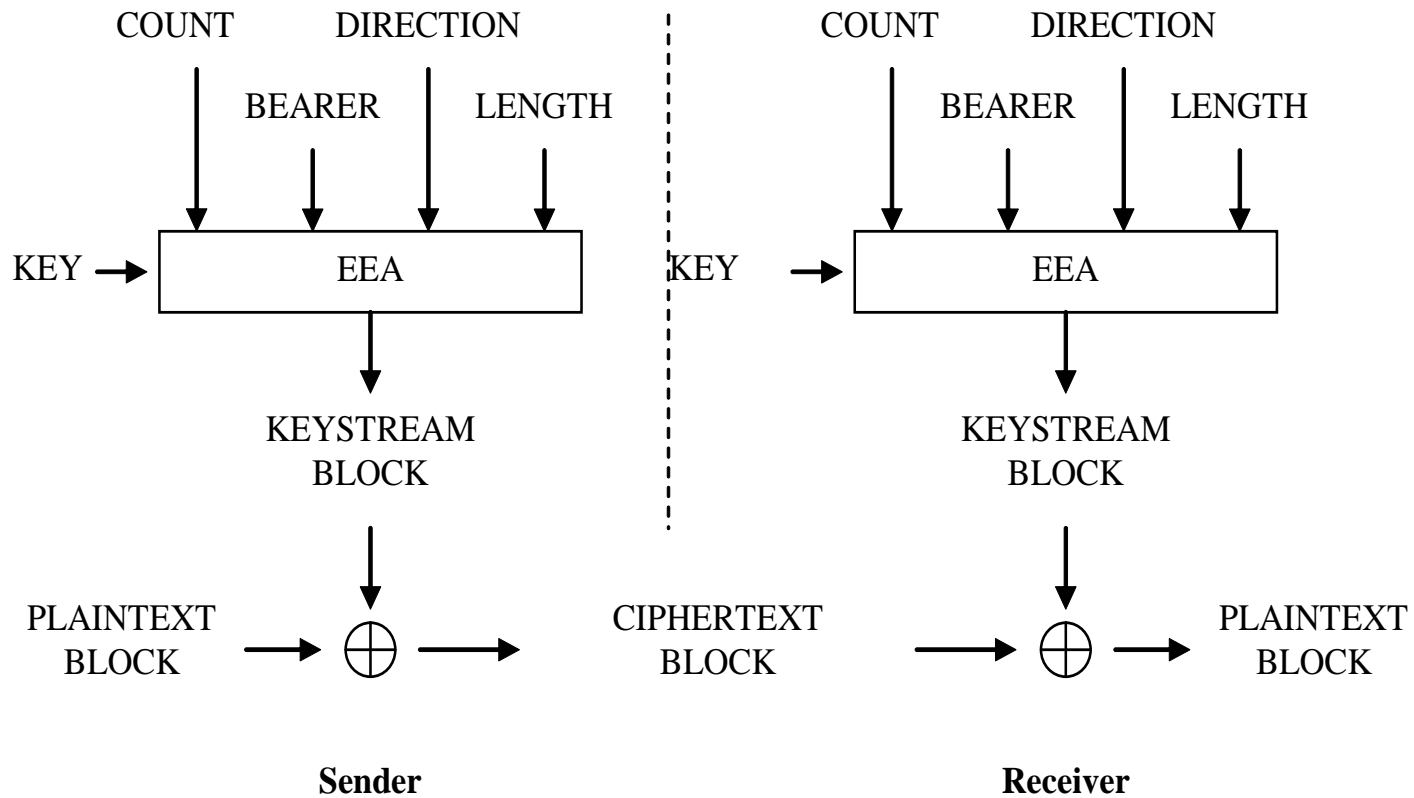 COUNT DIRECTION COUNT DIRECTION
BEARER LENGTH BEARER LENGTH
KEY EEA KEY EEA
KEYSTREAM BLOCK KEYSTREAM BLOCK
PLAINTEXT BLOCK CIPHERTEXT BLOCK PLAINTEXT BLOCK
Sender Receiver